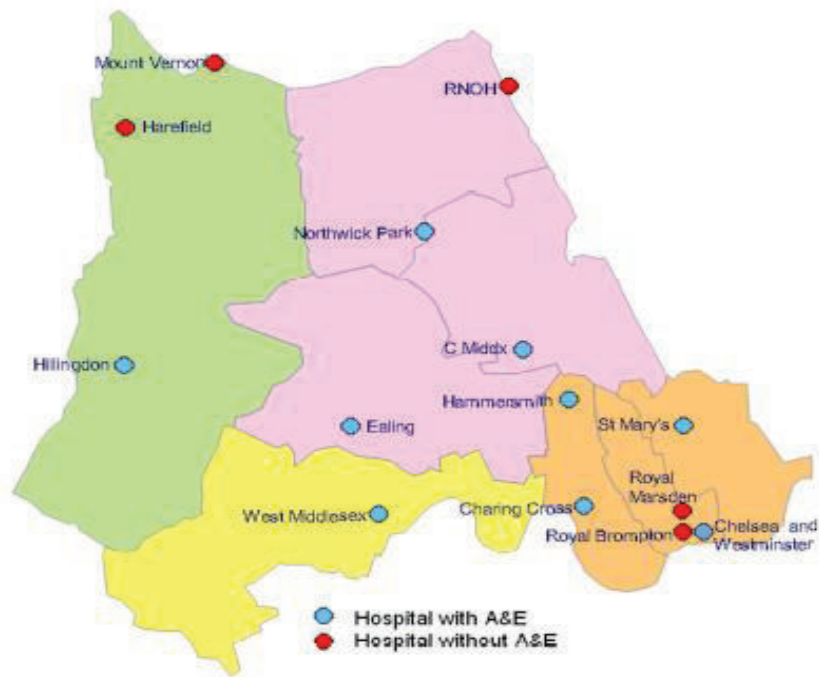 Mount Vernon
RNOH
Harefield
Northwick Park
C Middx
Hillingdon
Hammersmith
Ealing
St Mary's
Royal
Marsden
West Middlesex
Charing Cross
Royal Brompton
Chelsea and
Westminster
Hospital with A&E
Hospital without A&E